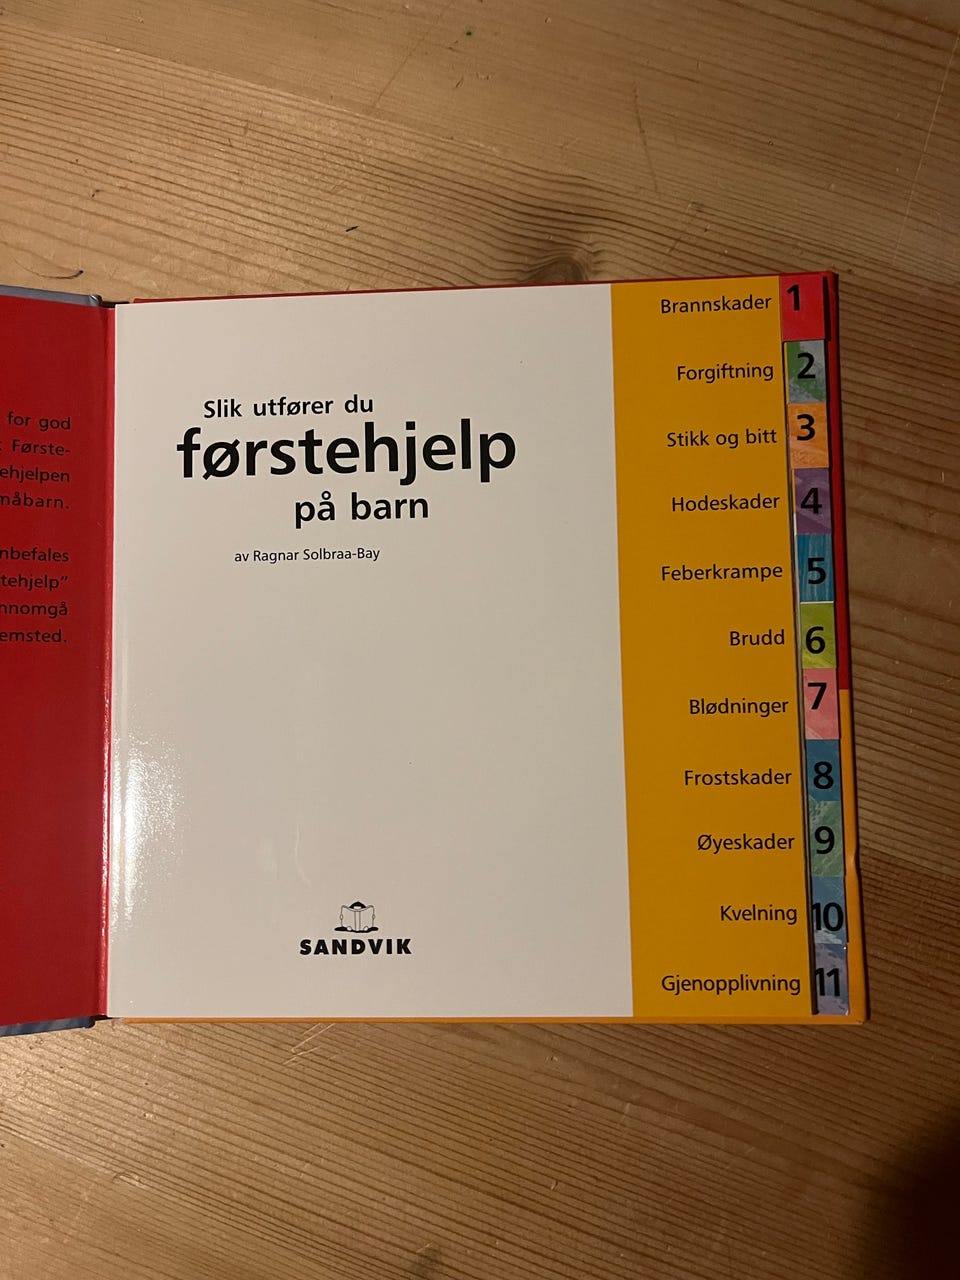 for god
Første-
ehjelpen
måbarn.
nbefales
tehjelp"
nnomgå
emsted.
Slik utfører du
førstehjelp
på barn
av Ragnar Solbraa-Bay
SANDVIK
Brannskader 1
Forgiftning 2
Stikk og bitt 3
Hodeskader 4
Feberkrampe 5
Brudd 6
Blødninger 7
Frostskader 8
Øyeskader 9
Kvelning 10
Gjenopplivning 11